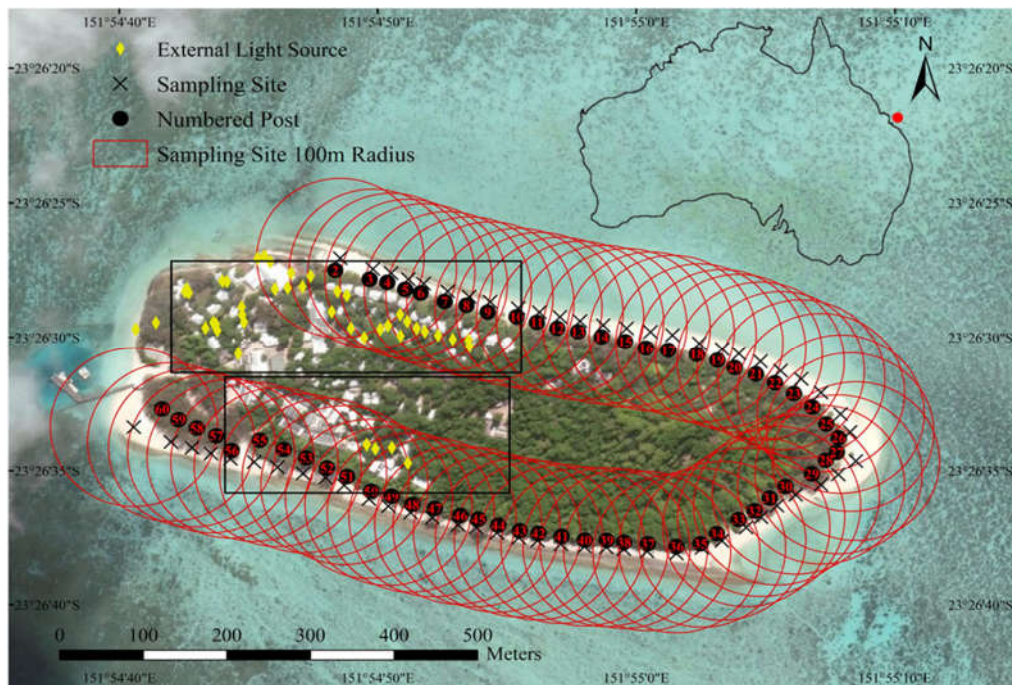 151°54'40"E 151°54'50"E 151°55'0"E 151°55'10"E
External Light Source
N
23°26'20"S 23°26'20"S
Sampling Site
Numbered Post
Sampling Site 100m Radius
23°26'25"S 23°26'25"S
2 3 4 5 6 7 8 9 10 11 12 13 14 15 16 17 18 19 20 21 22 23 24 25 26 27 28 29 30 31 32 33 34 35 36 37 38 39 40 41 42 43 44 45 46 47 48 49 50 51 52 53 54 55 56 57 58 59 60
23°26'30"S 23°26'30"S
23°26'35"S 23°26'35"S
23°26'40"S 23°26'40"S
0 100 200 300 400 500
Meters
151°54'40"E 151°54'50"E 151°55'0"E 151°55'10"E